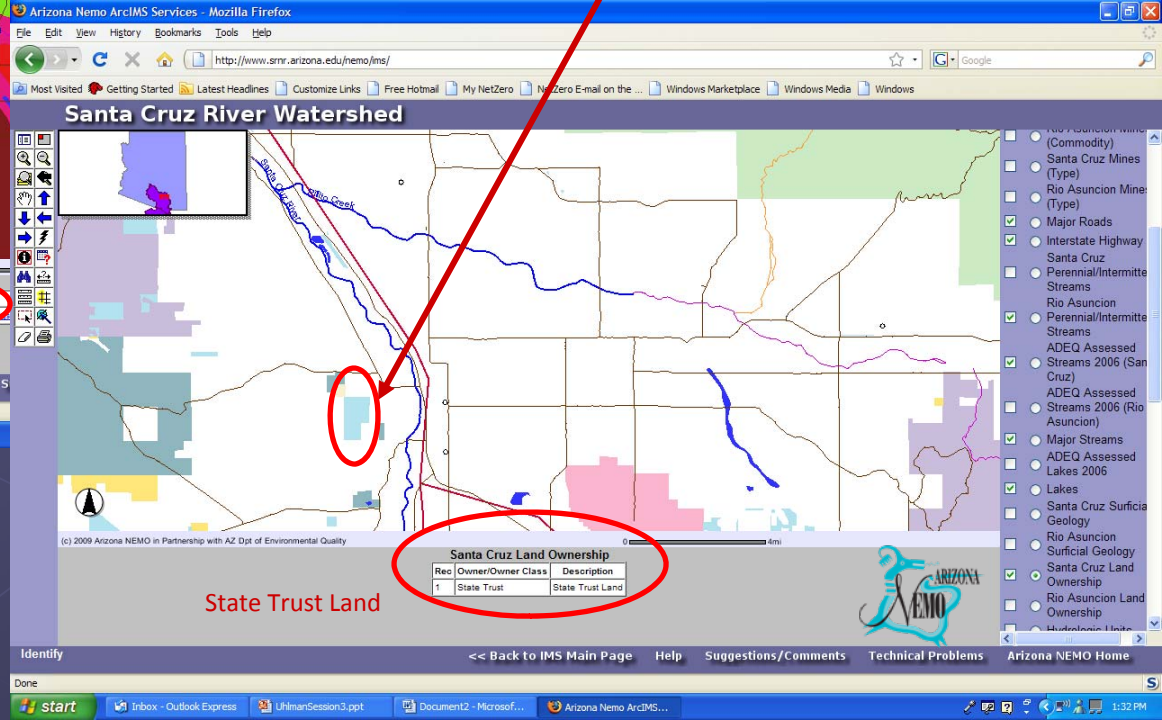 Arizona Nemo ArcIMS Services - Mozilla Firefox
File Edit View History Bookmarks Tools Help
http://www.srnr.arizona.edu/nemo/ims/
Google
Most Visited Getting Started Latest Headlines Customize Links Free Hotmail My NetZero NetZero E-mail on the ... Windows Marketplace Windows Media Windows
Santa Cruz River Watershed
Santa Cruz River
Creek
(Commodity)
Santa Cruz Mines
(Type)
Rio Asuncion Mine
(Type)
Major Roads
Interstate Highway
Santa Cruz
Perennial/Intermitte
Streams
Rio Asuncion
Perennial/Intermitte
Streams
ADEQ Assessed
Streams 2006 (San
Cruz)
ADEQ Assessed
Streams 2006 (Rio
Asuncion)
Major Streams
ADEQ Assessed
Lakes 2006
Lakes
Santa Cruz Surficia
Geology
Rio Asuncion
Surficial Geology
Santa Cruz Land
Ownership
Rio Asuncion Land
Ownership
Hydrologic Units
(c) 2009 Arizona NEMO in Partnership with AZ Dpt of Environmental Quality
0 4mi
Santa Cruz Land Ownership
Rec Owner/Owner Class Description
1 State Trust State Trust Land
State Trust Land
ARIZONA
NEMO
Identify
<< Back to IMS Main Page Help Suggestions/Comments Technical Problems Arizona NEMO Home
Done
start Inbox - Outlook Express UhlmanSession3.ppt Document2 - Microsof... Arizona Nemo ArcIMS... 1:32 PM